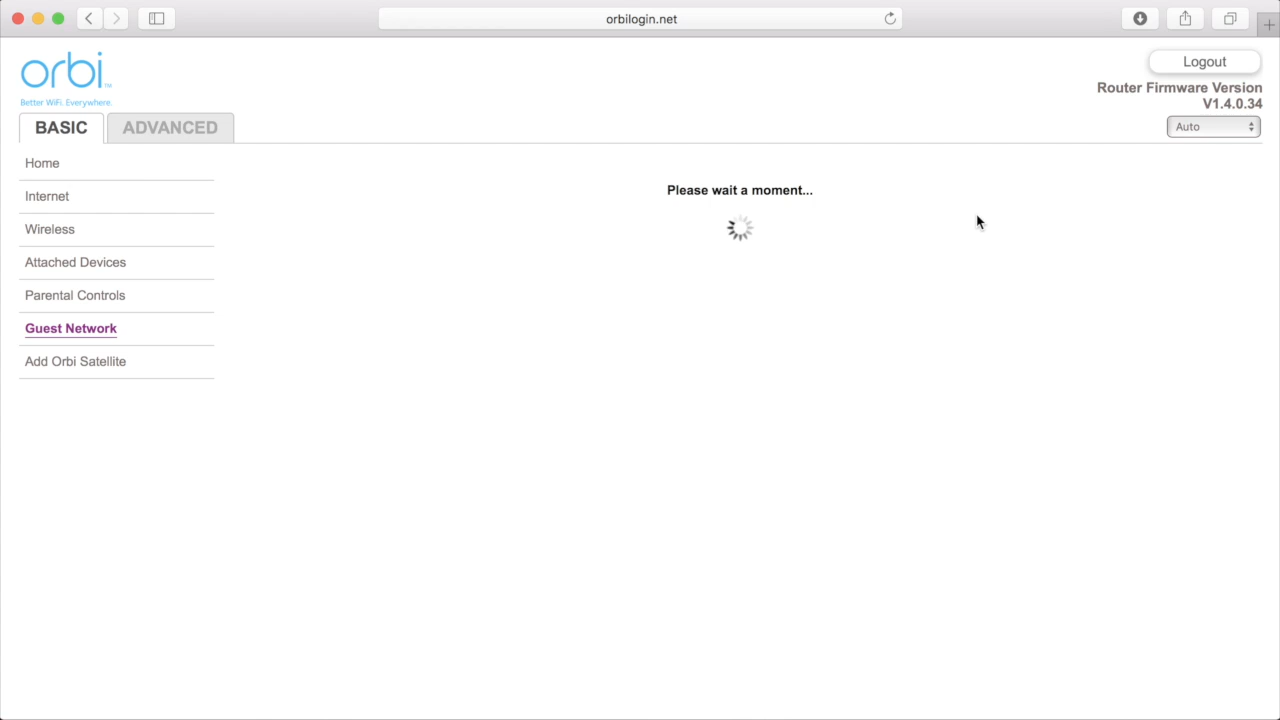 orbilogin.net
orbi™
Better WiFi. Everywhere.
Logout
Router Firmware Version
V1.4.0.34
BASIC
ADVANCED
Auto
Home
Internet
Wireless
Attached Devices
Parental Controls
Guest Network
Add Orbi Satellite
Please wait a moment...